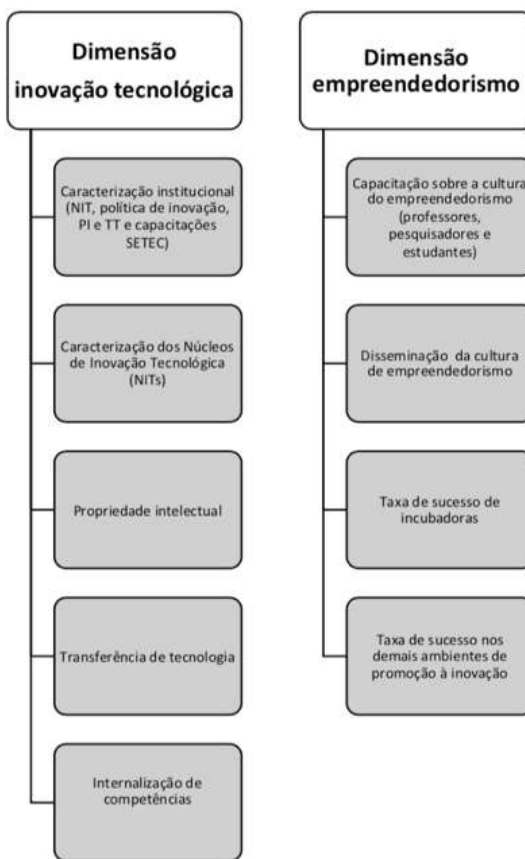 Dimensão
inovação tecnológica
Caracterização institucional
(NIT, política de inovação,
PI e TT e capacitações
SETEC)
Caracterização dos Núcleos
de Inovação Tecnológica
(NITs)
Propriedade intelectual
Transferência de tecnologia
Internalização de
competências
Dimensão
empreendedorismo
Capacitação sobre a cultura
do empreendedorismo
(professores,
pesquisadores e
estudantes)
Disseminação da cultura
de empreendedorismo
Taxa de sucesso de
incubadoras
Taxa de sucesso nos
demais ambientes de
promoção à inovação